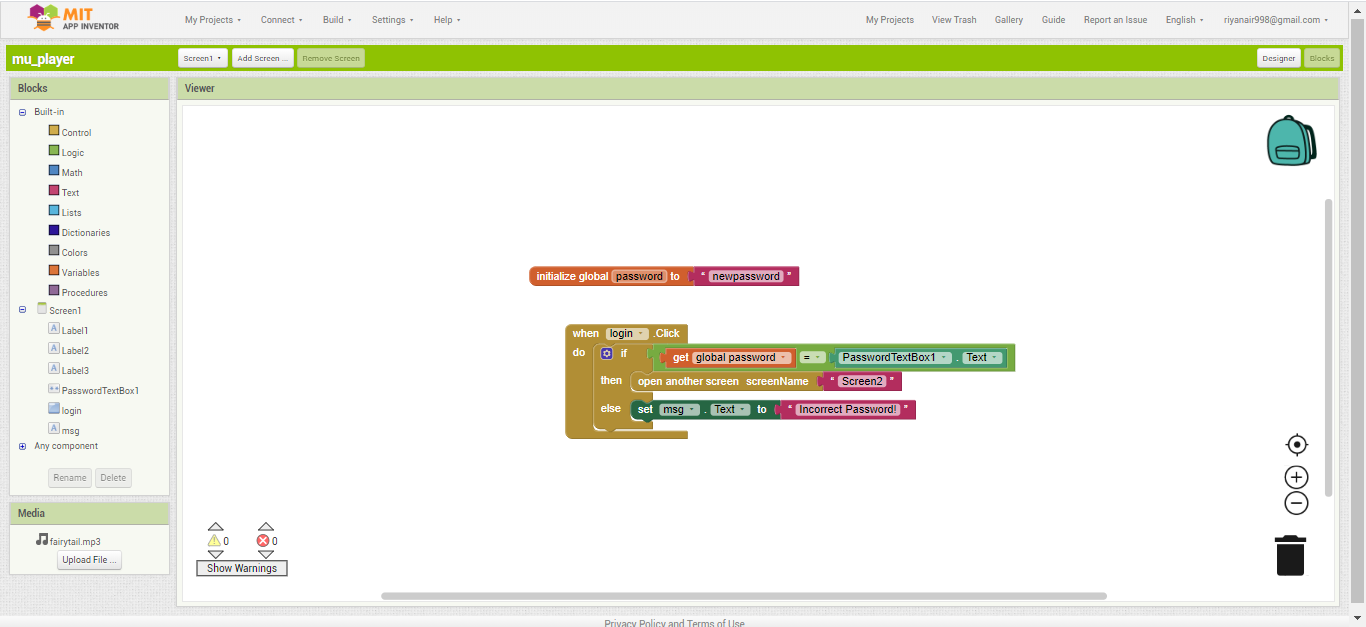 MIT
APP INVENTOR
My Projects Connect Build Settings Help My Projects View Trash Gallery Guide Report an Issue English riyanair998@gmail.com
mu_player Screen1 Add Screen ... Remove Screen Designer Blocks
Blocks
Built-in
Control
Logic
Math
Text
Lists
Dictionaries
Colors
Variables
Procedures
Screen1
Label1
Label2
Label3
PasswordTextBox1
login
msg
Any component
Rename Delete
Media
fairytail.mp3
Upload File ...
Viewer
initialize global password to “ newpassword ”
when login .Click
do if get global password = PasswordTextBox1 . Text
then open another screen screenName “ Screen2 ”
else set msg . Text to “ Incorrect Password! ”
0 0
Show Warnings
Privacy Policy and Terms of Use